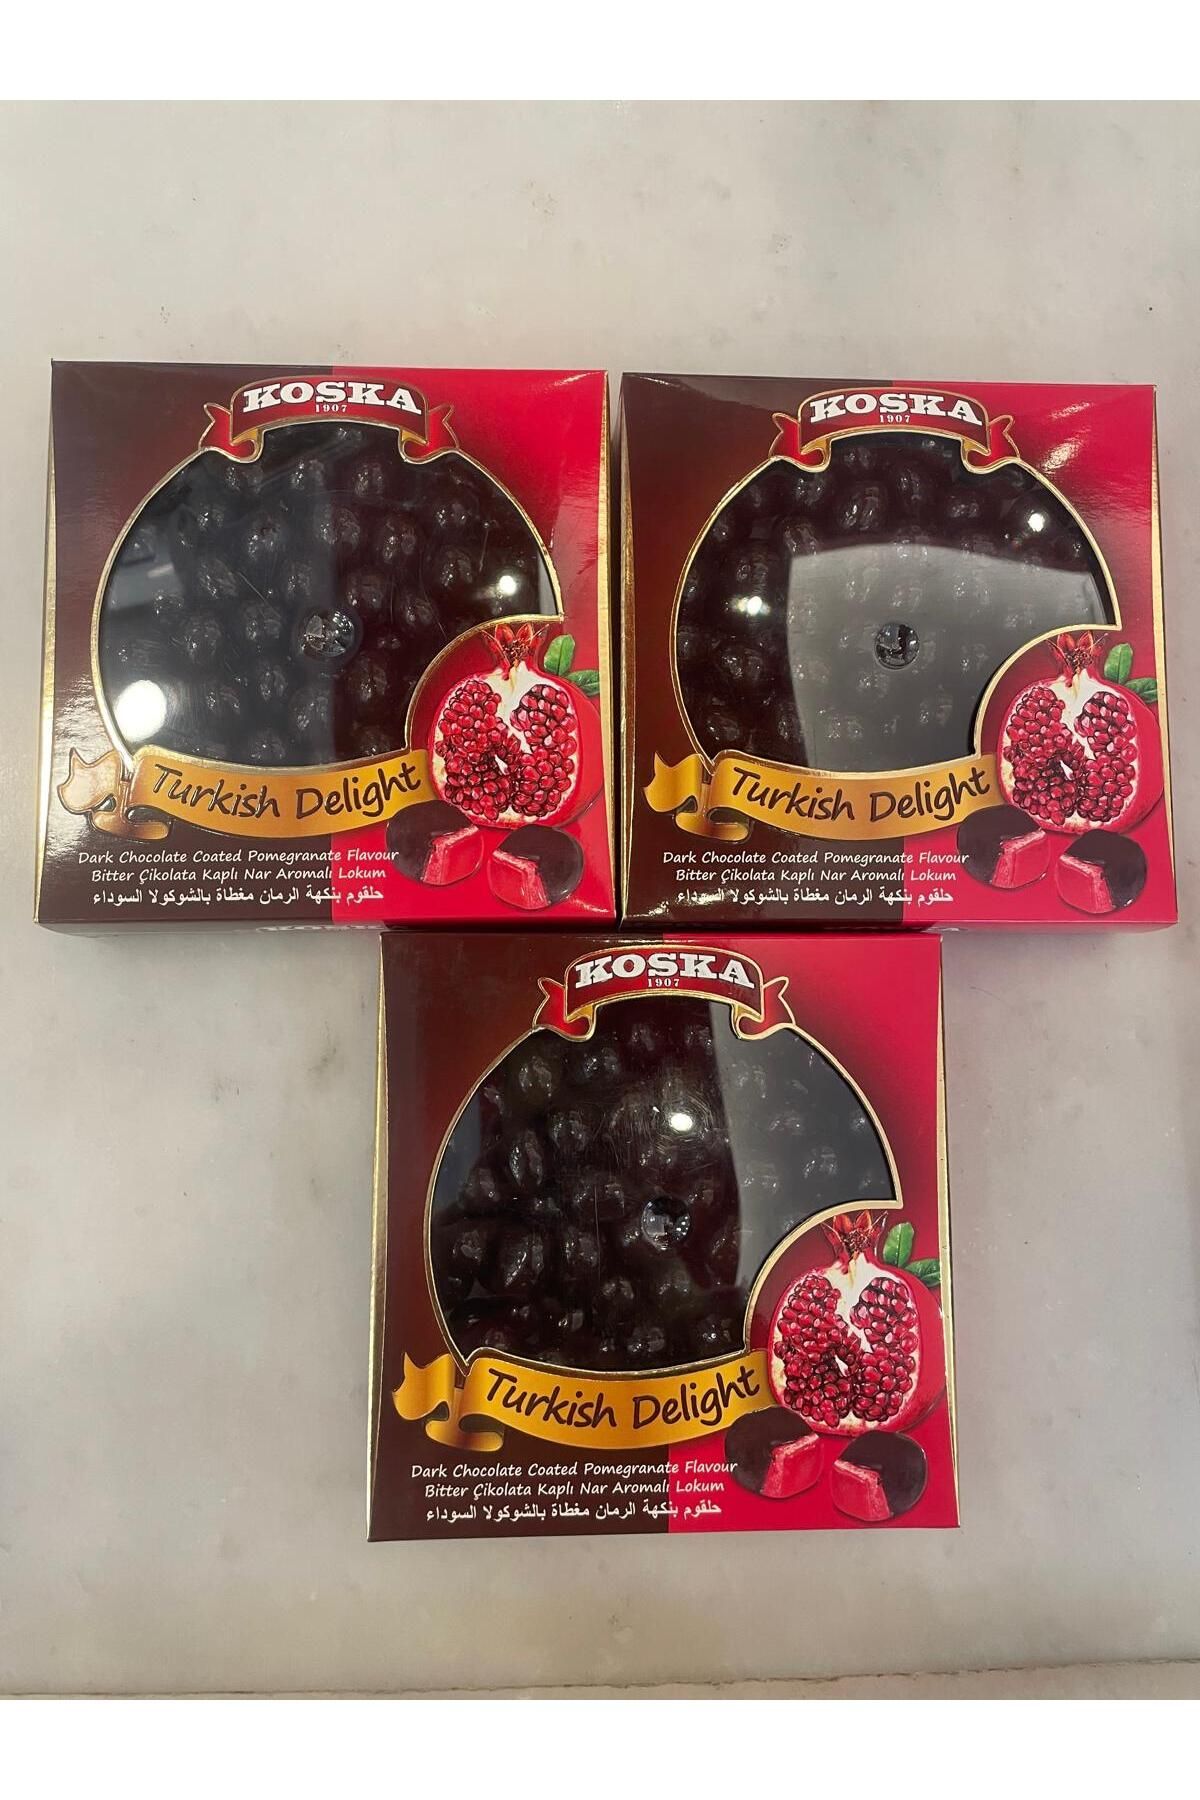 KOSKA
1907
Turkish Delight
Dark Chocolate Coated Pomegranate Flavour
Bitter Çikolata Kaplı Nar Aromalı Lokum
حلقوم بنكهة الرمان مغطاة بالشوكولا السوداء
KOSKA
1907
Turkish Delight
Dark Chocolate Coated Pomegranate Flavour
Bitter Çikolata Kaplı Nar Aromalı Lokum
حلقوم بنكهة الرمان مغطاة بالشوكولا السوداء
KOSKA
1907
Turkish Delight
Dark Chocolate Coated Pomegranate Flavour
Bitter Çikolata Kaplı Nar Aromalı Lokum
حلقوم بنكهة الرمان مغطاة بالشوكولا السوداء